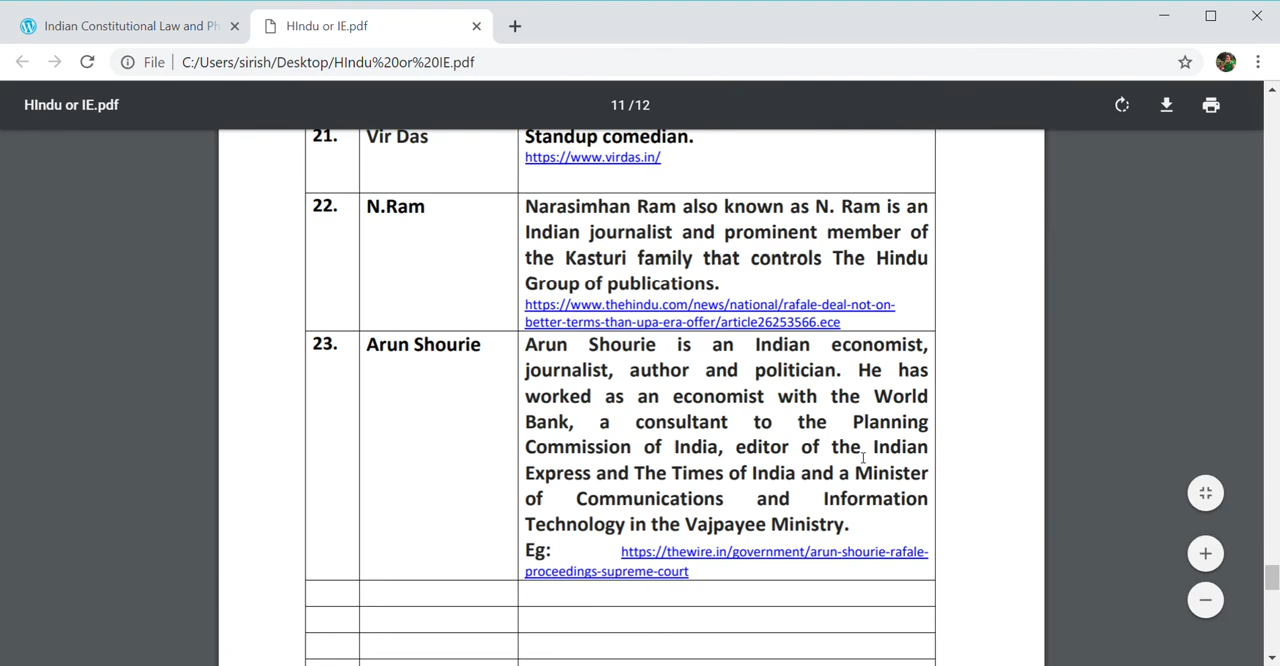 Indian Constitutional Law and Ph
HIndu or IE.pdf
File
C:/Users/sirish/Desktop/HIndu%20or%20IE.pdf
HIndu or IE.pdf
11 / 12
21. Vir Das Standup comedian.
https://www.virdas.in/
22. N.Ram Narasimhan Ram also known as N. Ram is an
Indian journalist and prominent member of
the Kasturi family that controls The Hindu
Group of publications.
https://www.thehindu.com/news/national/rafale-deal-not-on-
better-terms-than-upa-era-offer/article26253566.ece
23. Arun Shourie Arun Shourie is an Indian economist,
journalist, author and politician. He has
worked as an economist with the World
Bank, a consultant to the Planning
Commission of India, editor of the Indian
Express and The Times of India and a Minister
of Communications and Information
Technology in the Vajpayee Ministry.
Eg: https://thewire.in/government/arun-shourie-rafale-
proceedings-supreme-court